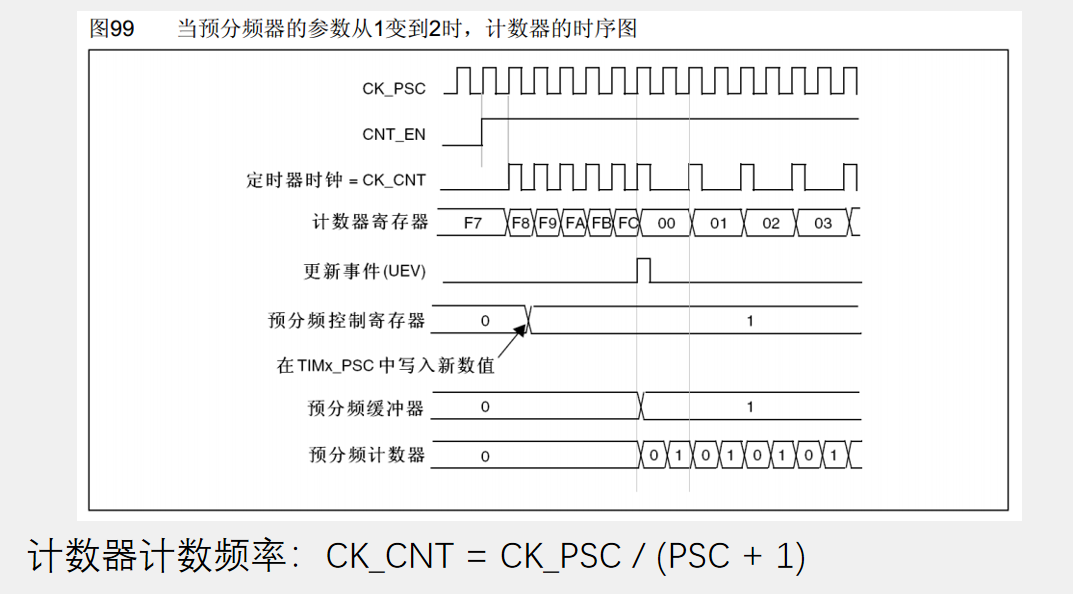 图99 当预分频器的参数从1变到2时，计数器的时序图
CK_PSC
CNT_EN
定时器时钟 = CK_CNT
计数器寄存器 F7 F8 F9 FA FB FC 00 01 02 03
更新事件(UEV)
预分频控制寄存器 0 1
在TIMx_PSC 中写入新数值
预分频缓冲器 0 1
预分频计数器 0 0 1 0 1 0 1 0 1
计数器计数频率：CK_CNT = CK_PSC / (PSC + 1)